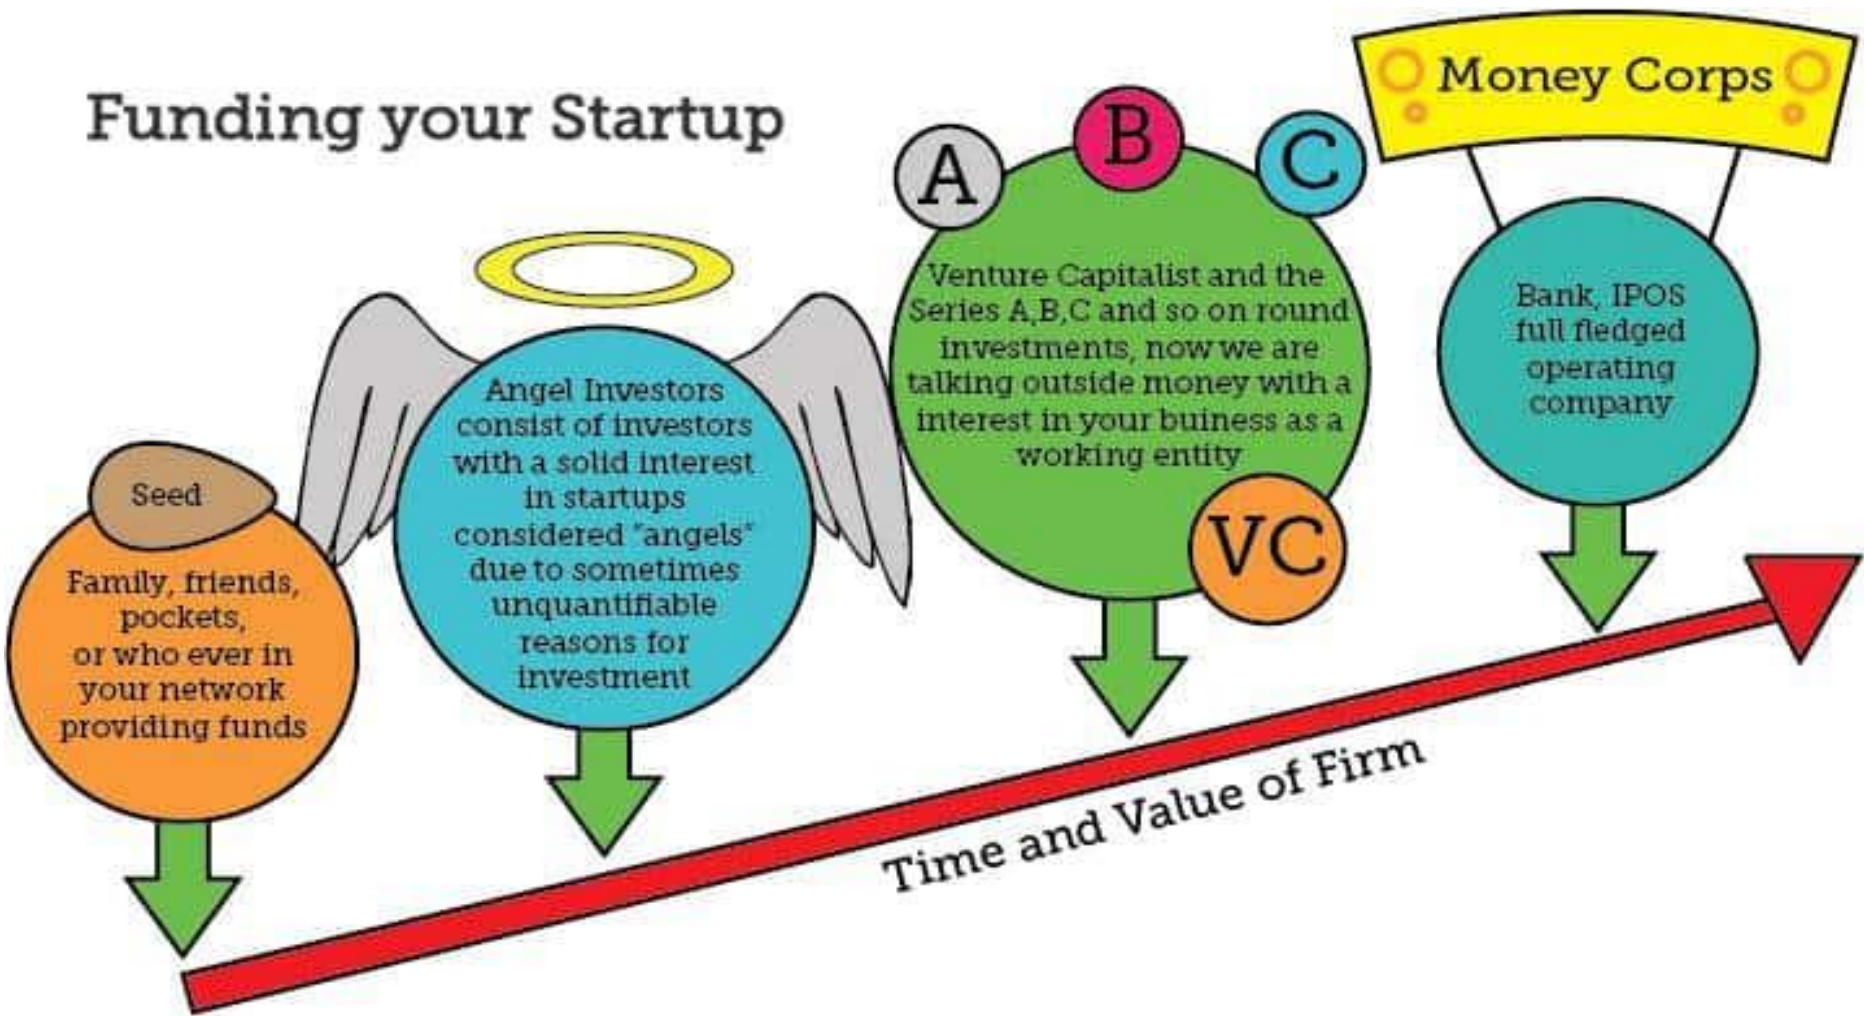 Funding your Startup
Seed
Family, friends,
pockets,
or who ever in
your network
providing funds
Angel Investors
consist of investors
with a solid interest
in startups
considered "angels"
due to sometimes
unquantifiable
reasons for
investment
A
B
C
Venture Capitalist and the
Series A,B,C and so on round
investments, now we are
talking outside money with a
interest in your buiness as a
working entity
VC
Money Corps
Bank, IPOS
full fledged
operating
company
Time and Value of Firm